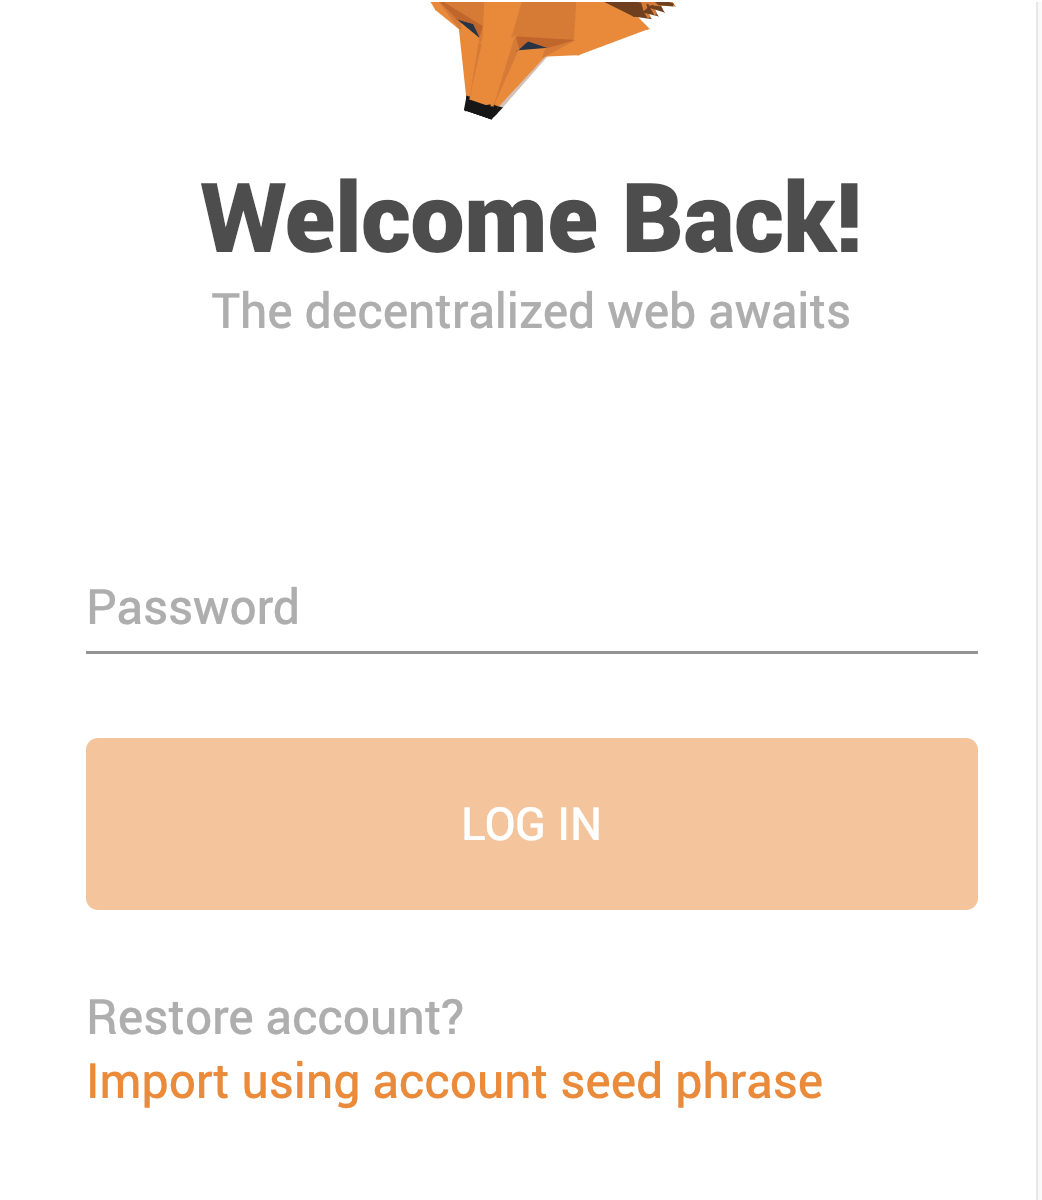 Welcome Back!
The decentralized web awaits
Password
LOG IN
Restore account?
Import using account seed phrase